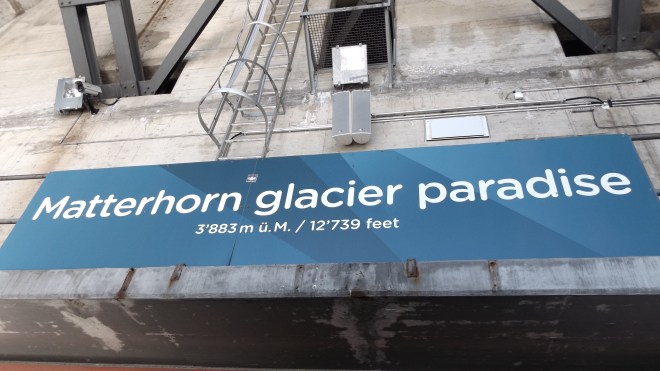 Matterhorn glacier paradise
3'883 m ü. M. / 12'739 feet